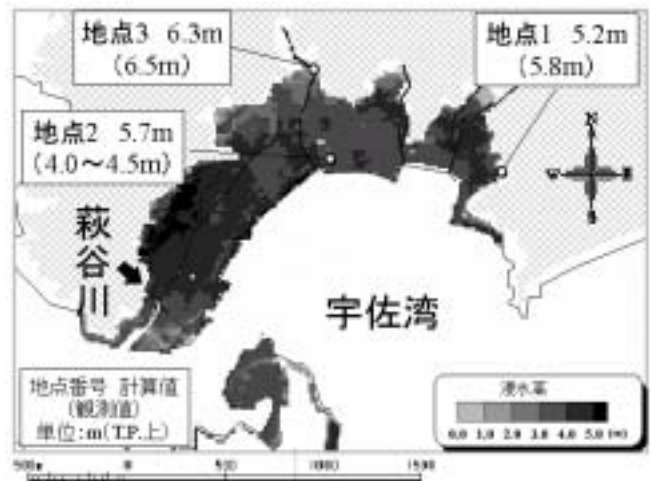 地点3 6.3m
(6.5m)
地点1 5.2m
(5.8m)
地点2 5.7m
(4.0～4.5m)
N
W
E
S
萩谷川
宇佐湾
地点番号 計算値
(観測値)
単位:m(T.P.上)
浸水高
0.0 1.0 2.0 3.0 4.0 5.0 (m)
500m 0 500 1000 1500